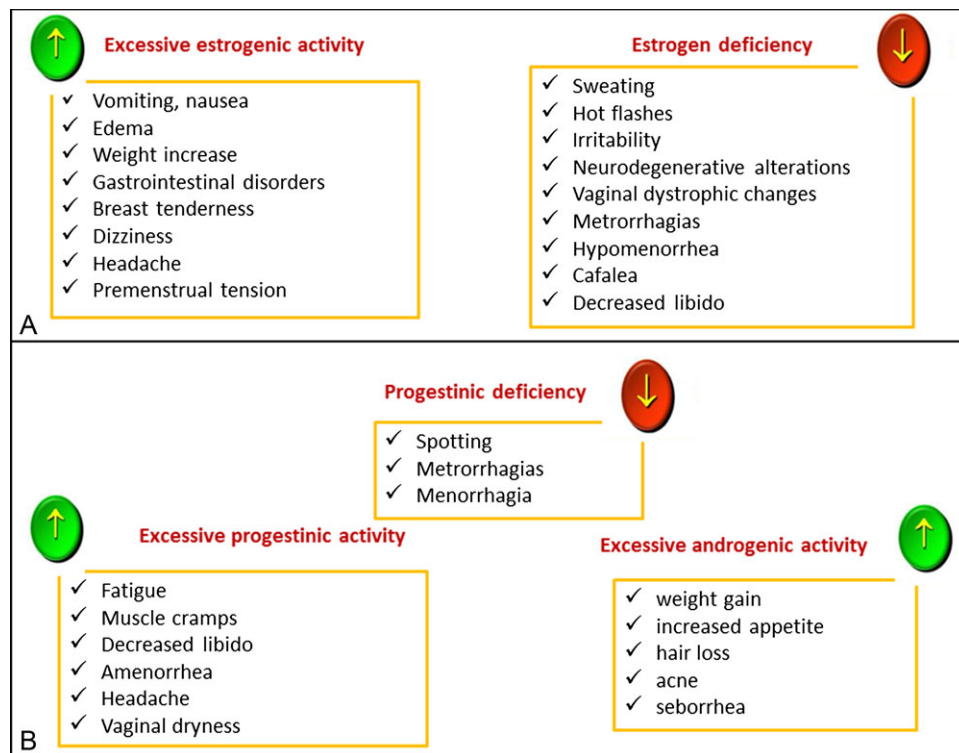 Excessive estrogenic activity
Vomiting, nausea
Edema
Weight increase
Gastrointestinal disorders
Breast tenderness
Dizziness
Headache
Premenstrual tension
Estrogen deficiency
Sweating
Hot flashes
Irritability
Neurodegenerative alterations
Vaginal dystrophic changes
Metrorrhagias
Hypomenorrhea
Cafalea
Decreased libido
A
Progestinic deficiency
Spotting
Metrorrhagias
Menorrhagia
Excessive progestinic activity
Fatigue
Muscle cramps
Decreased libido
Amenorrhea
Headache
Vaginal dryness
Excessive androgenic activity
weight gain
increased appetite
hair loss
acne
seborrhea
B